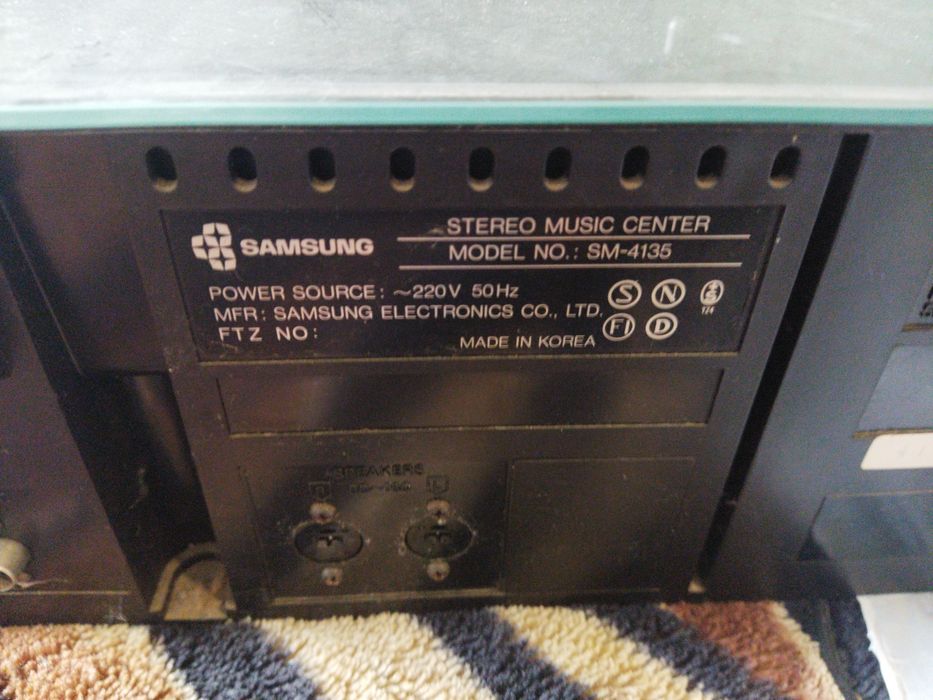 STEREO MUSIC CENTER
SAMSUNG
MODEL NO.: SM-4135
POWER SOURCE: ~220V 50Hz
MFR: SAMSUNG ELECTRONICS CO., LTD.
FTZ NO:
MADE IN KOREA
S N S
FI D
SPEAKERS
R L